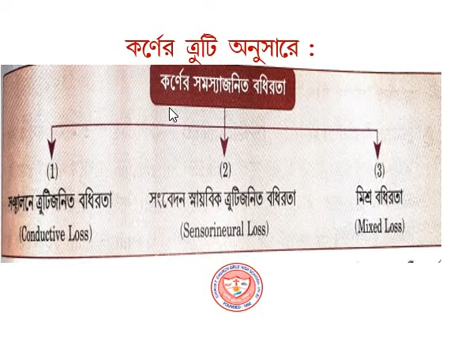 কর্ণের ত্রুটি অনুসারে :
কর্ণের সমস্যাজনিত বধিরতা
(1)
সঞ্চালনে ত্রুটিজনিত বধিরতা
(Conductive Loss)
(2)
সংবেদন স্নায়বিক ত্রুটিজনিত বধিরতা
(Sensorineural Loss)
(3)
মিশ্র বধিরতা
(Mixed Loss)